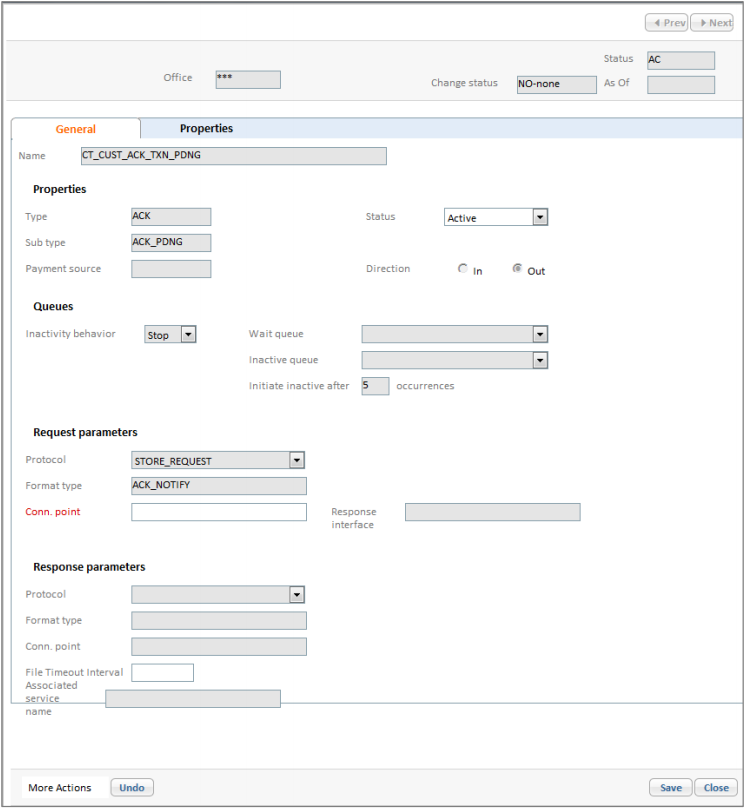 Prev Next
Status AC
Office *** Change status NO-none As Of
General Properties
Name CT_CUST_ACK_TXN_PDNG
Properties
Type ACK Status Active
Sub type ACK_PDNG
Payment source Direction In Out
Queues
Inactivity behavior Stop Wait queue
Inactive queue
Initiate inactive after 5 occurrences
Request parameters
Protocol STORE_REQUEST
Format type ACK_NOTIFY
Conn. point Response
interface
Response parameters
Protocol
Format type
Conn. point
File Timeout Interval
Associated
service
name
More Actions Undo Save Close